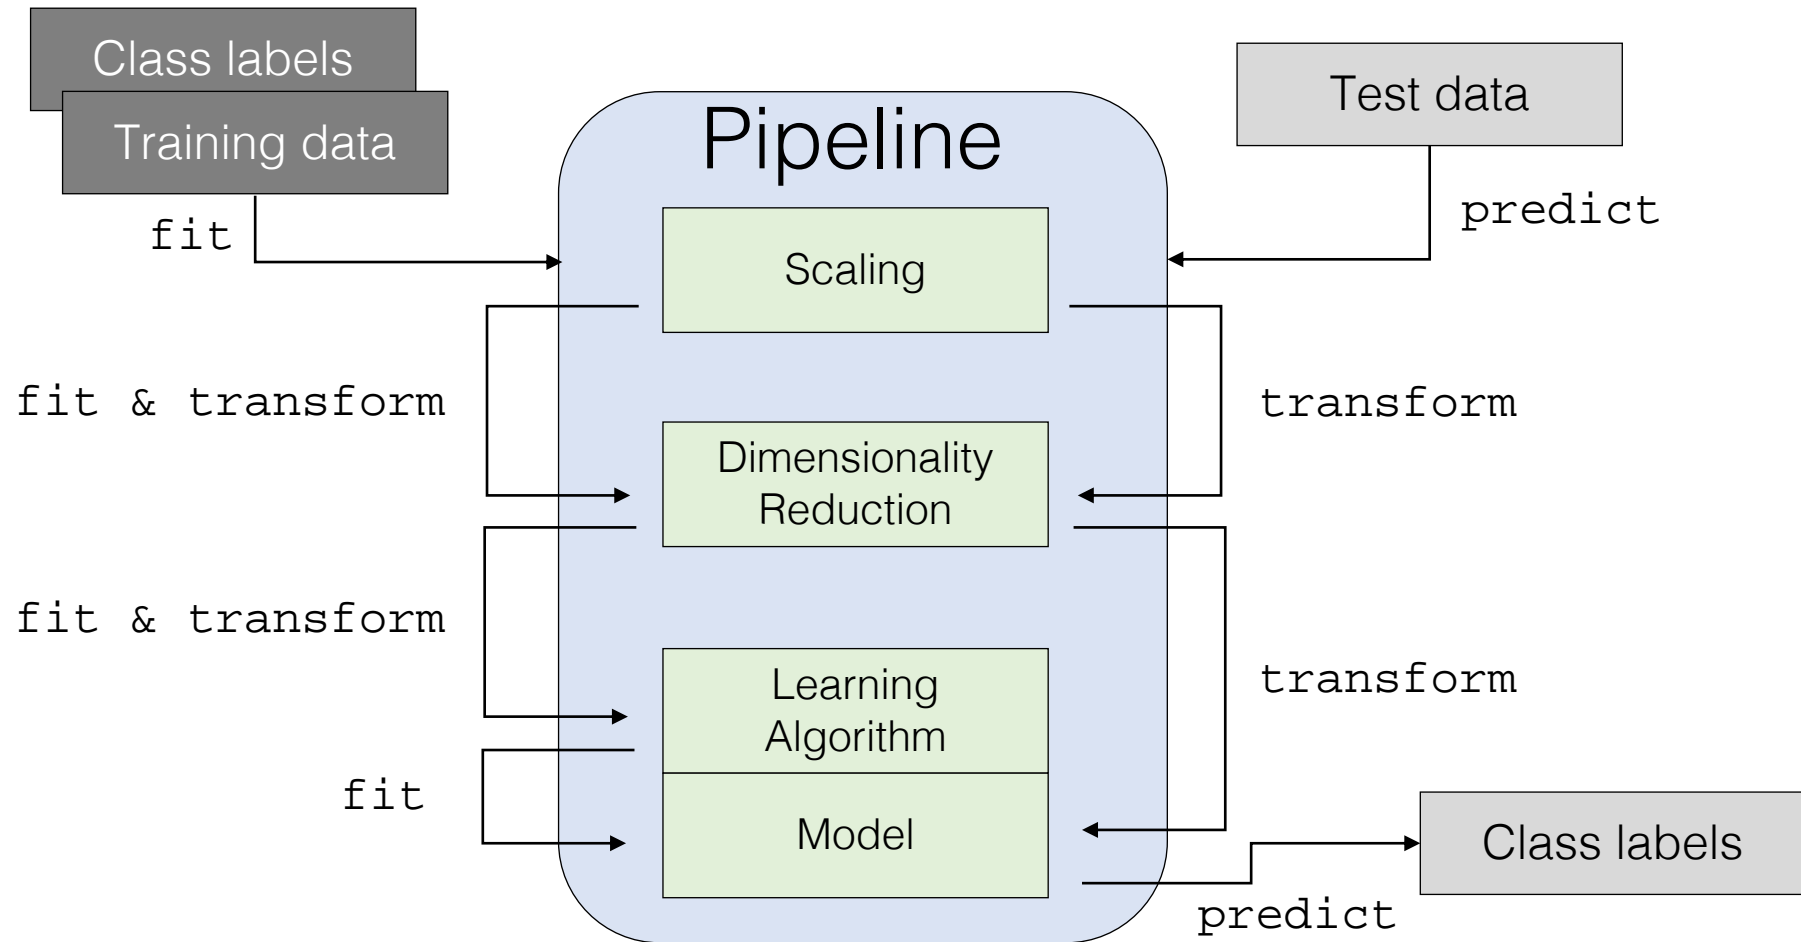 Class labels
Training data
fit
Pipeline
Test data
predict
Scaling
fit & transform
transform
Dimensionality
Reduction
fit & transform
transform
Learning
Algorithm
fit
Model
Class labels
predict